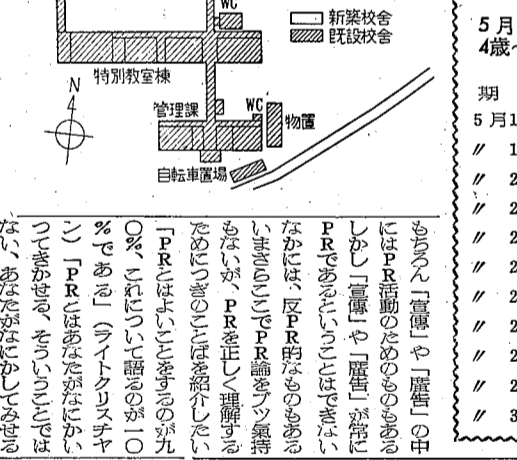 WC
新築校舎
既設校舎
特別教室棟
N
管理課
WC
物置
自転車置場
5月
4歳〜
期
5月1
〃 1
〃 2
〃 2
〃 2
〃 2
〃 2
〃 2
〃 2
〃 2
〃 3
もちろん「宣傳」や「廣告」の中
にはPR活動のためのものもある
しかし「宣傳」や「廣告」が常に
PRであるということはできない
なかには、反PR的なものもある
いまさらここでPR論をブツ氣持
もないが、PRを正しく理解する
ためにつぎのことばを紹介したい
「PRとはよいことをするのが九
〇%、これについて語るのが一〇
%である」(ライトクリスチャ
ン)「PRとはあなたがなにかい
つてきかせる、そういうことでは
ない、あなたがなにかしてみせる